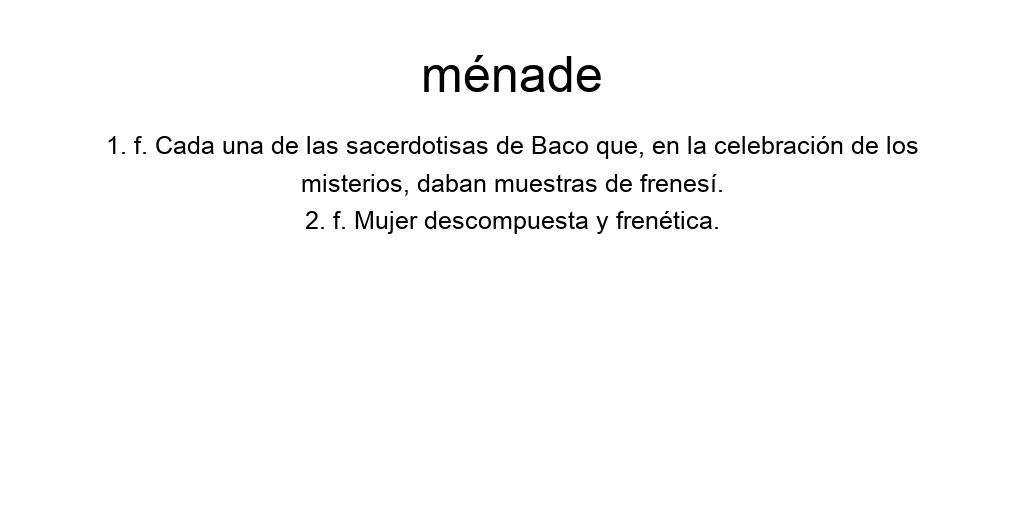 ménade
1. f. Cada una de las sacerdotisas de Baco que, en la celebración de los
misterios, daban muestras de frenesí.
2. f. Mujer descompuesta y frenética.